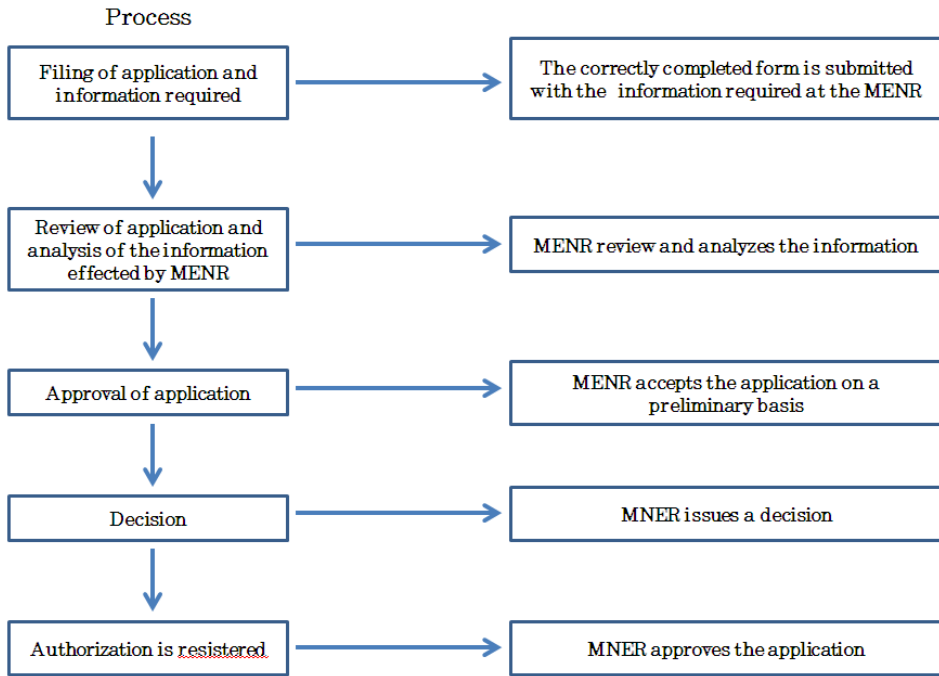 Process
Filing of application and
information required
The correctly completed form is submitted
with the information required at the MENR
Review of application and
analysis of the information
effected by MENR
MENR review and analyzes the information
Approval of application
MENR accepts the application on a
preliminary basis
Decision
MNER issues a decision
Authorization is resistered
MNER approves the application